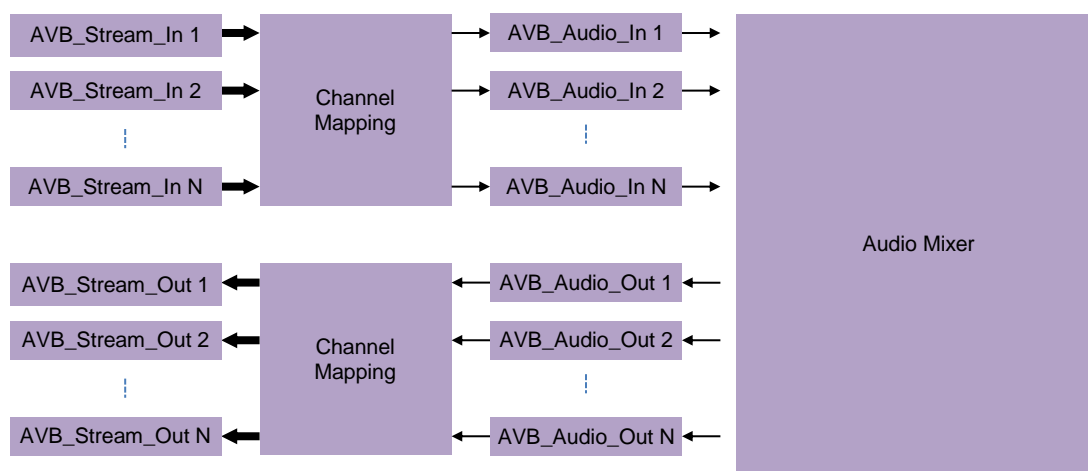 AVB_Stream_In 1
AVB_Audio_In 1
AVB_Stream_In 2
Channel
Mapping
AVB_Audio_In 2
AVB_Stream_In N
AVB_Audio_In N
Audio Mixer
AVB_Stream_Out 1
AVB_Audio_Out 1
AVB_Stream_Out 2
Channel
Mapping
AVB_Audio_Out 2
AVB_Stream_Out N
AVB_Audio_Out N